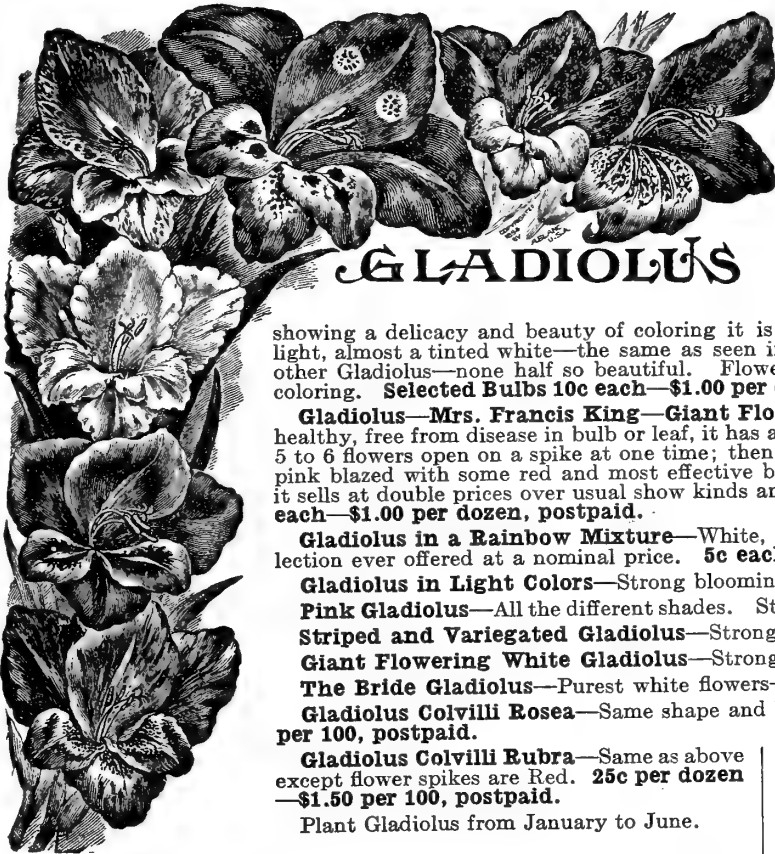 GLADIOLUS
showing a delicacy and beauty of coloring it is
light, almost a tinted white—the same as seen
other Gladiolus—none half so beautiful. Flowe
coloring. Selected Bulbs 10c each—$1.00 per
Gladiolus—Mrs. Francis King—Giant Flo
healthy, free from disease in bulb or leaf, it has a
5 to 6 flowers open on a spike at one time; then
pink blazed with some red and most effective b
it sells at double prices over usual show kinds an
each—$1.00 per dozen, postpaid.
Gladiolus in a Rainbow Mixture—White,
lection ever offered at a nominal price. 5c eac
Gladiolus in Light Colors—Strong bloomin
Pink Gladiolus—All the different shades. St
Striped and Variegated Gladiolus—Strong
Giant Flowering White Gladiolus—Strong
The Bride Gladiolus—Purest white flowers—
Gladiolus Colvilli Rosea—Same shape and
per 100, postpaid.
Gladiolus Colvilli Rubra—Same as above
except flower spikes are Red. 25c per dozen
—$1.50 per 100, postpaid.
Plant Gladiolus from January to June.